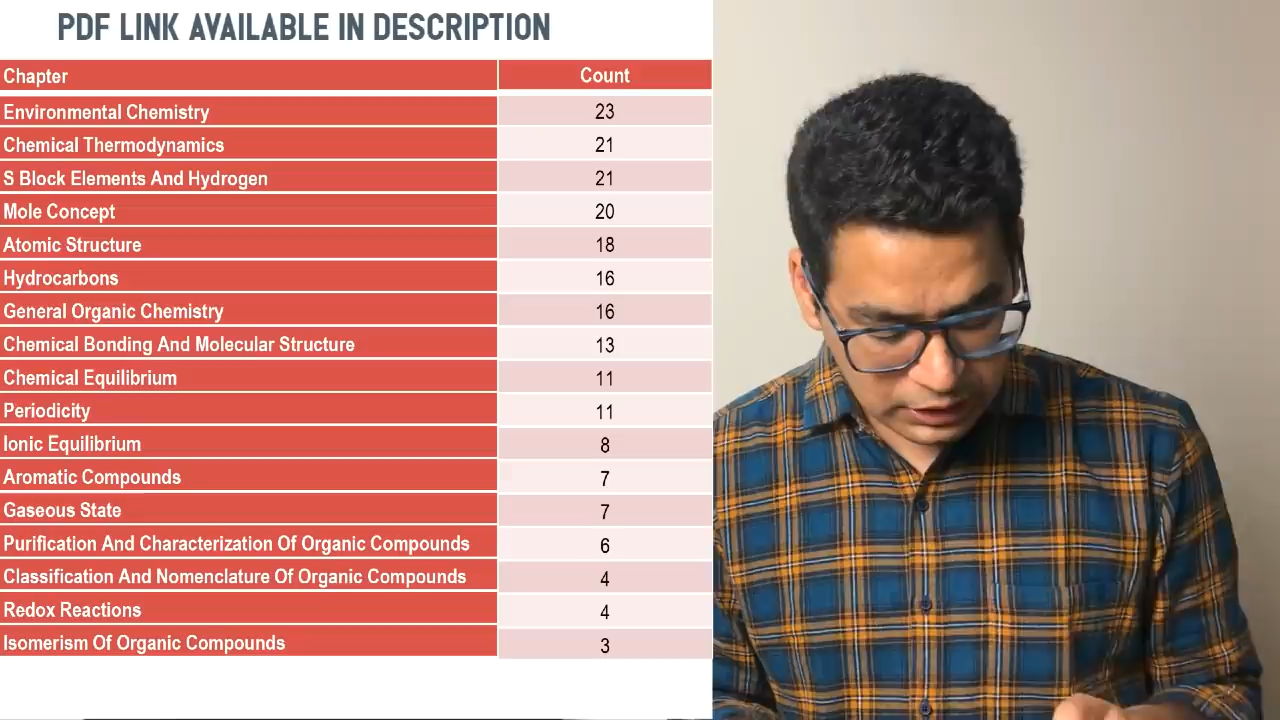 PDF LINK AVAILABLE IN DESCRIPTION
Chapter Count
Environmental Chemistry 23
Chemical Thermodynamics 21
S Block Elements And Hydrogen 21
Mole Concept 20
Atomic Structure 18
Hydrocarbons 16
General Organic Chemistry 16
Chemical Bonding And Molecular Structure 13
Chemical Equilibrium 11
Periodicity 11
Ionic Equilibrium 8
Aromatic Compounds 7
Gaseous State 7
Purification And Characterization Of Organic Compounds 6
Classification And Nomenclature Of Organic Compounds 4
Redox Reactions 4
Isomerism Of Organic Compounds 3